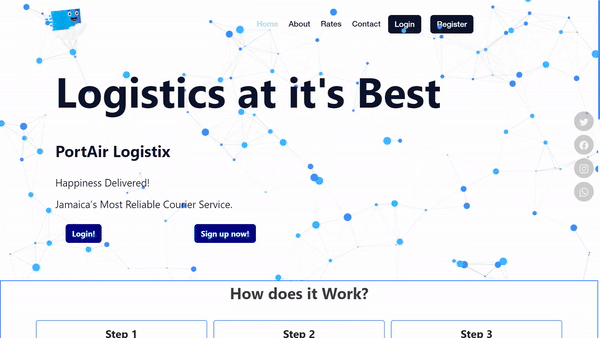 Home About Rates Contact Login Register
Logistics at it's Best
PortAir Logistix
Happiness Delivered!
Jamaica's Most Reliable Courier Service.
Login! Sign up now!
How does it Work?
Step 1 Step 2 Step 3